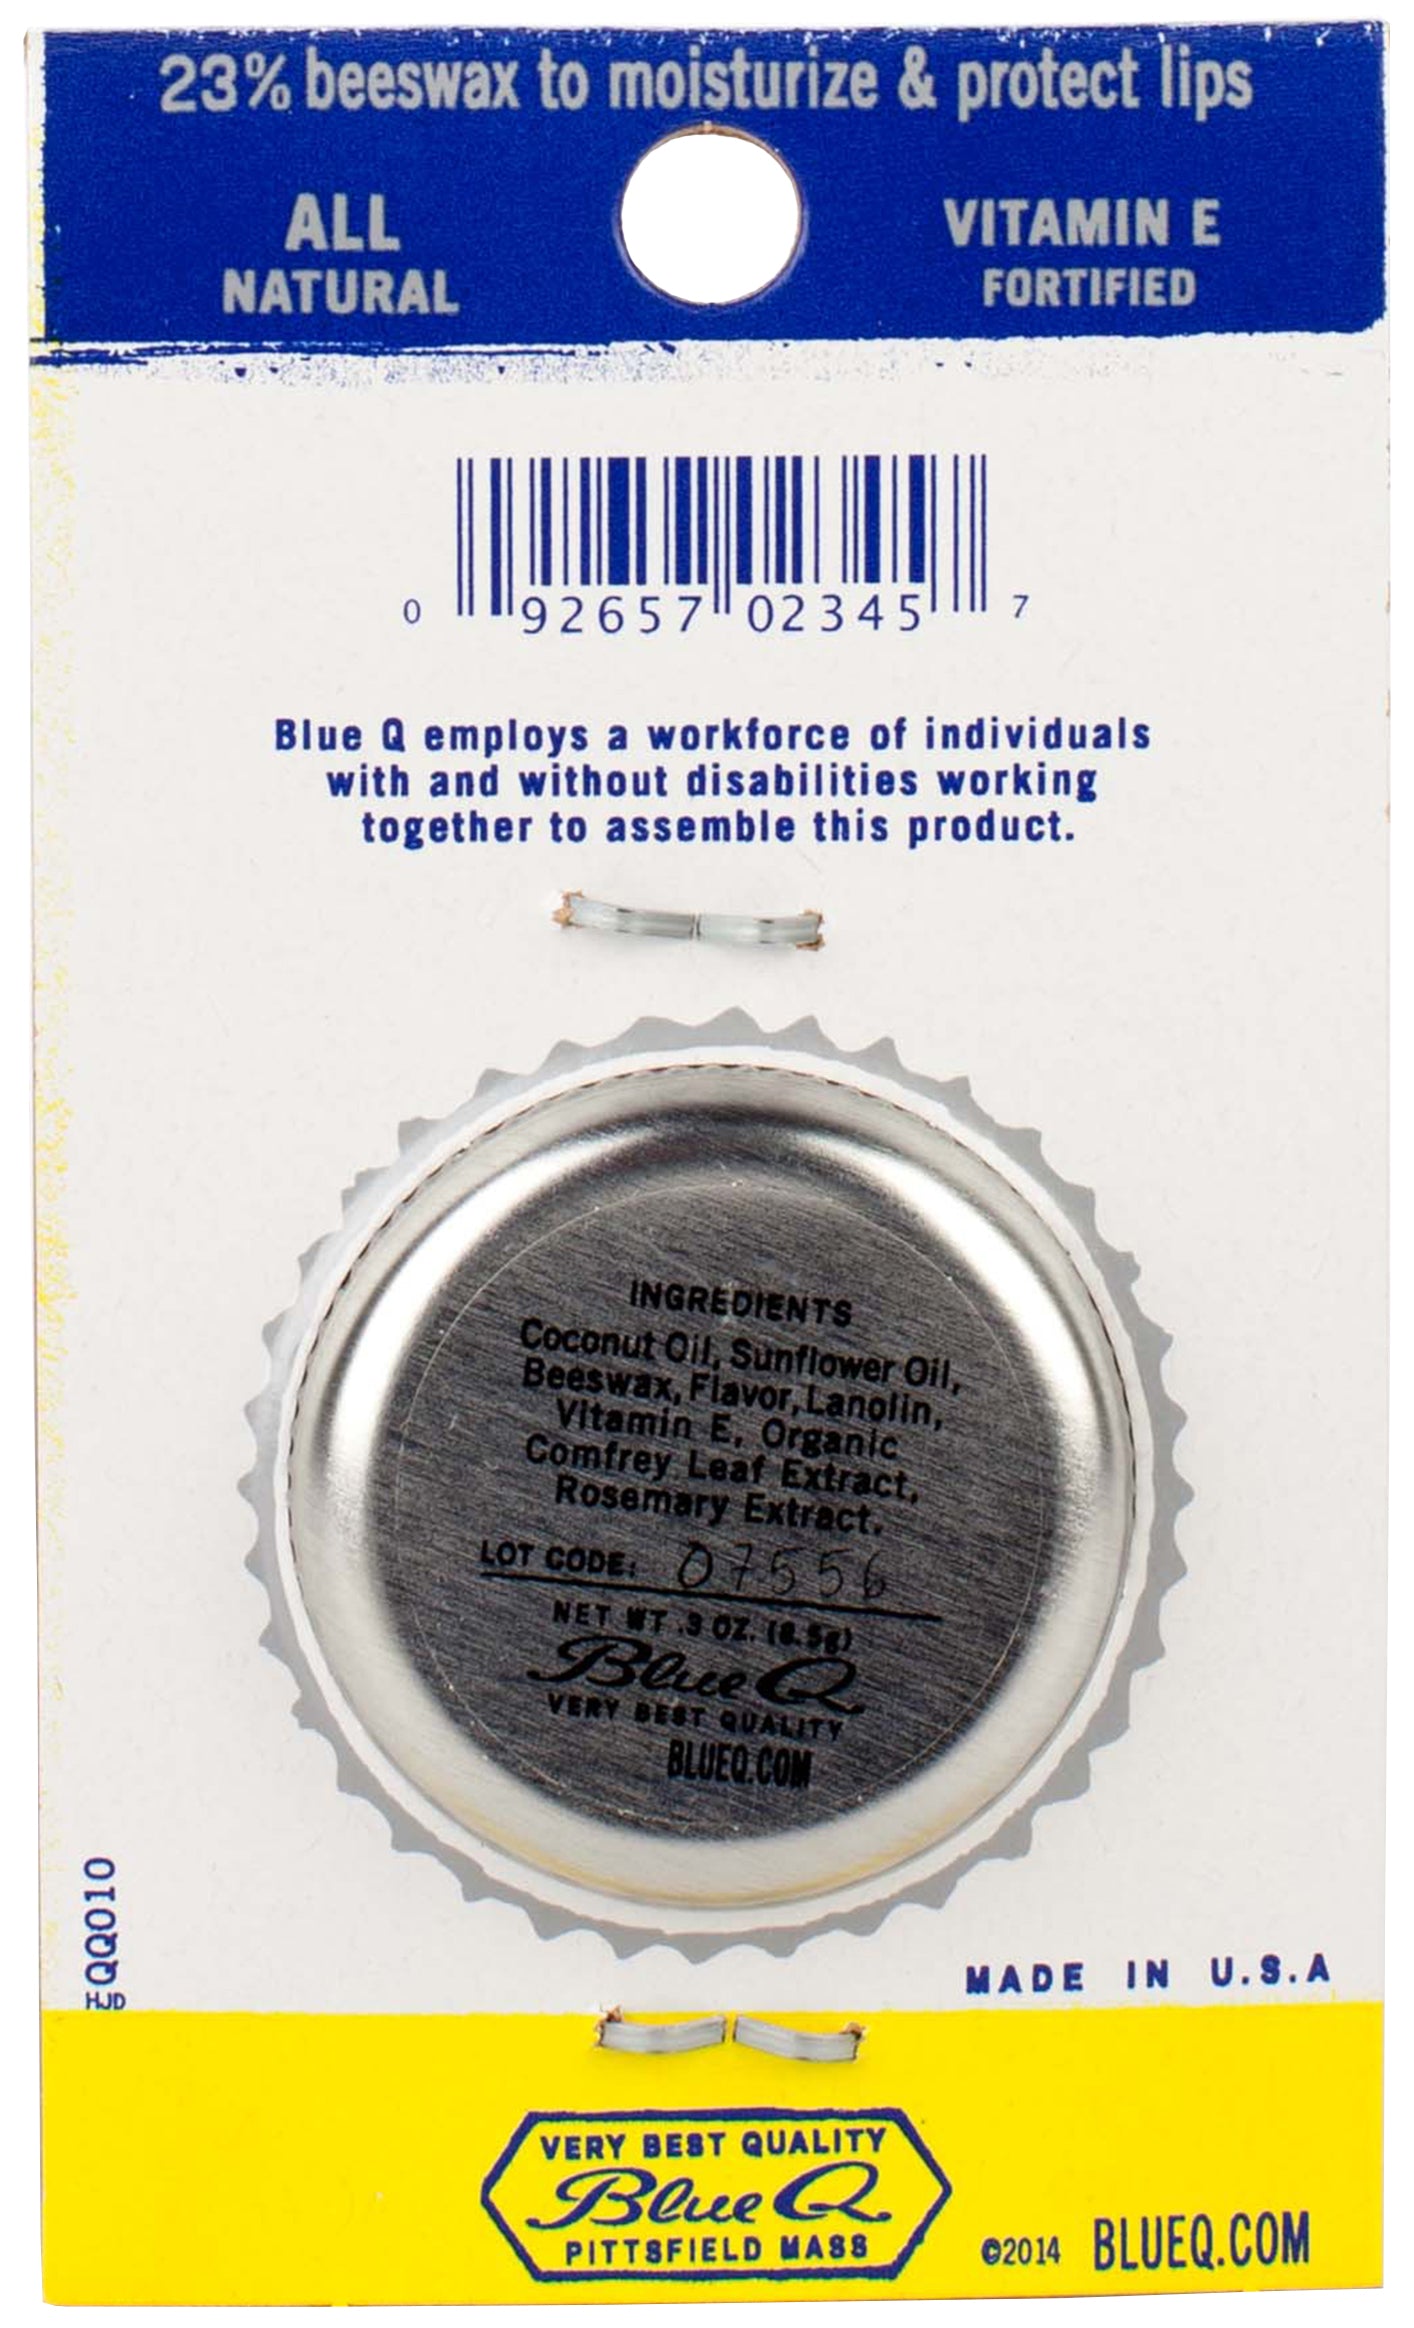 23% beeswax to moisturize & protect lips
ALL
NATURAL
VITAMIN E
FORTIFIED
0 92657 02345 7
Blue Q employs a workforce of individuals
with and without disabilities working
together to assemble this product.
INGREDIENTS
Coconut Oil, Sunflower Oil,
Beeswax, Flavor, Lanolin,
Vitamin E, Organic
Comfrey Leaf Extract,
Rosemary Extract.
LOT CODE: 07556
NET WT .3 OZ. (8.5g)
Blue Q
VERY BEST QUALITY
BLUEQ.COM
QQ010
HJD
MADE IN U.S.A
VERY BEST QUALITY
Blue Q
PITTSFIELD MASS
©2014 BLUEQ.COM